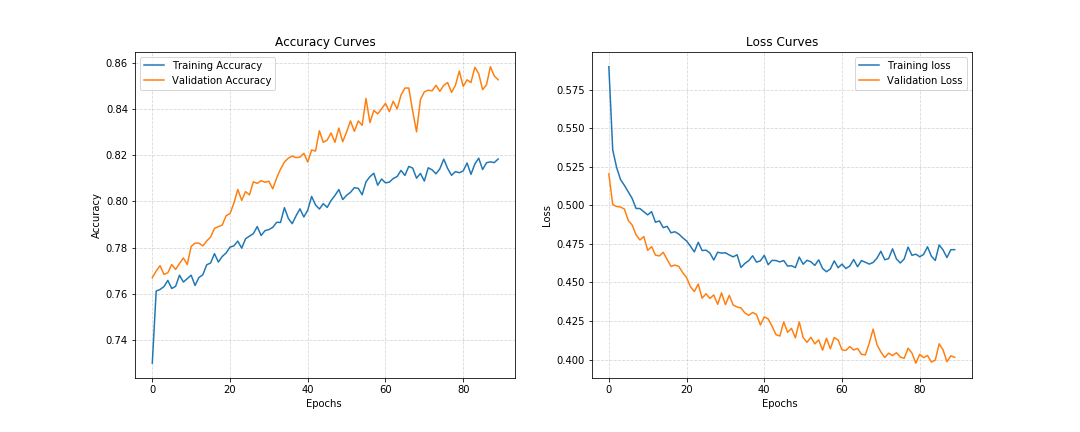 Accuracy Curves
Training Accuracy
Validation Accuracy
0.86
0.84
0.82
0.80
0.78
0.76
0.74
Accuracy
0 20 40 60 80
Epochs
Loss Curves
Training loss
Validation Loss
0.575
0.550
0.525
0.500
0.475
0.450
0.425
0.400
Loss
0 20 40 60 80
Epochs